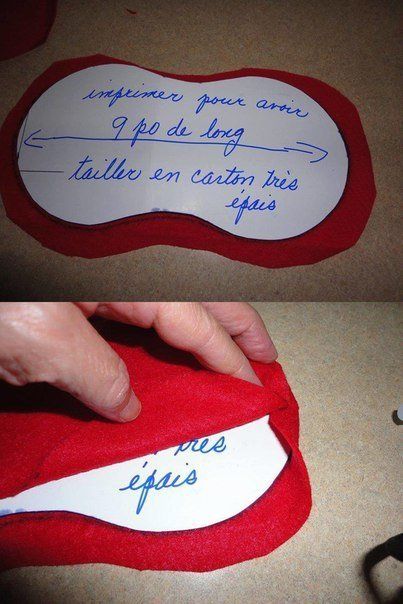 imprimer pour avoir
9 po de long
tailler en carton très
épais
très
épais